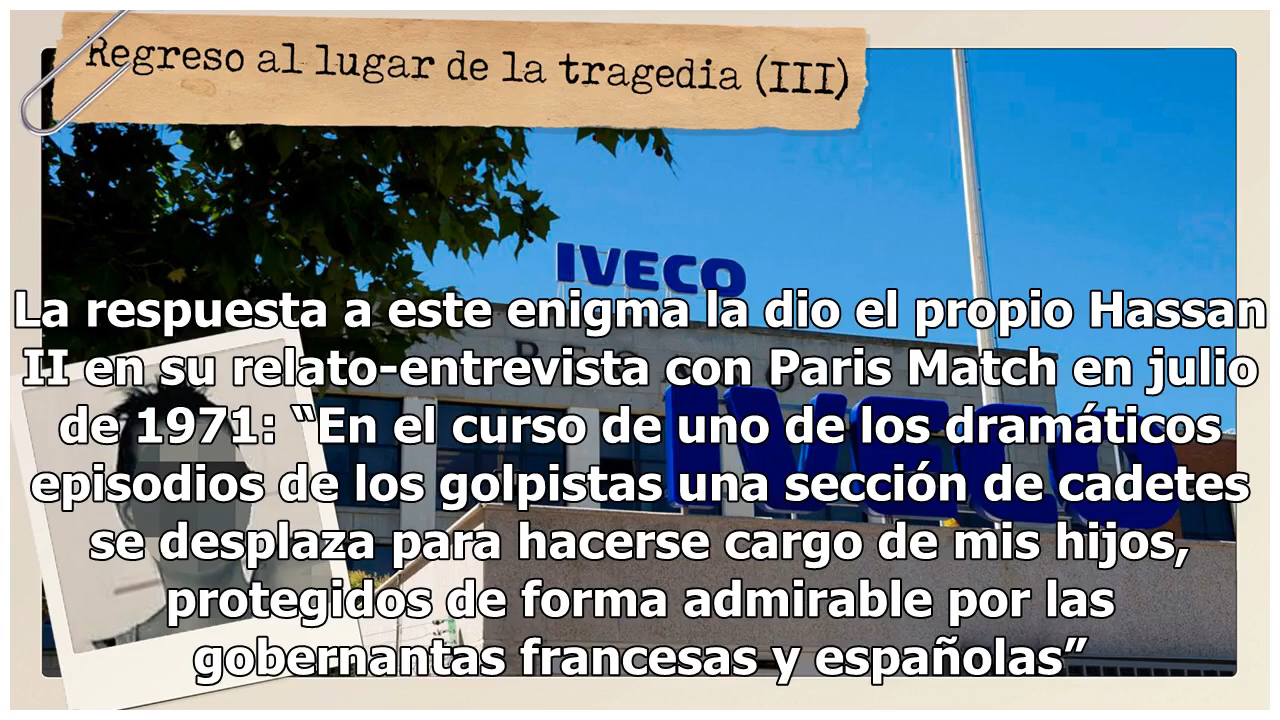 Regreso al lugar de la tragedia (III)
IVECO
IVECO
La respuesta a este enigma la dio el propio Hassan
II en su relato-entrevista con Paris Match en julio
de 1971: “En el curso de uno de los dramáticos
episodios de los golpistas una sección de cadetes
se desplaza para hacerse cargo de mis hijos,
protegidos de forma admirable por las
gobernantas francesas y españolas”